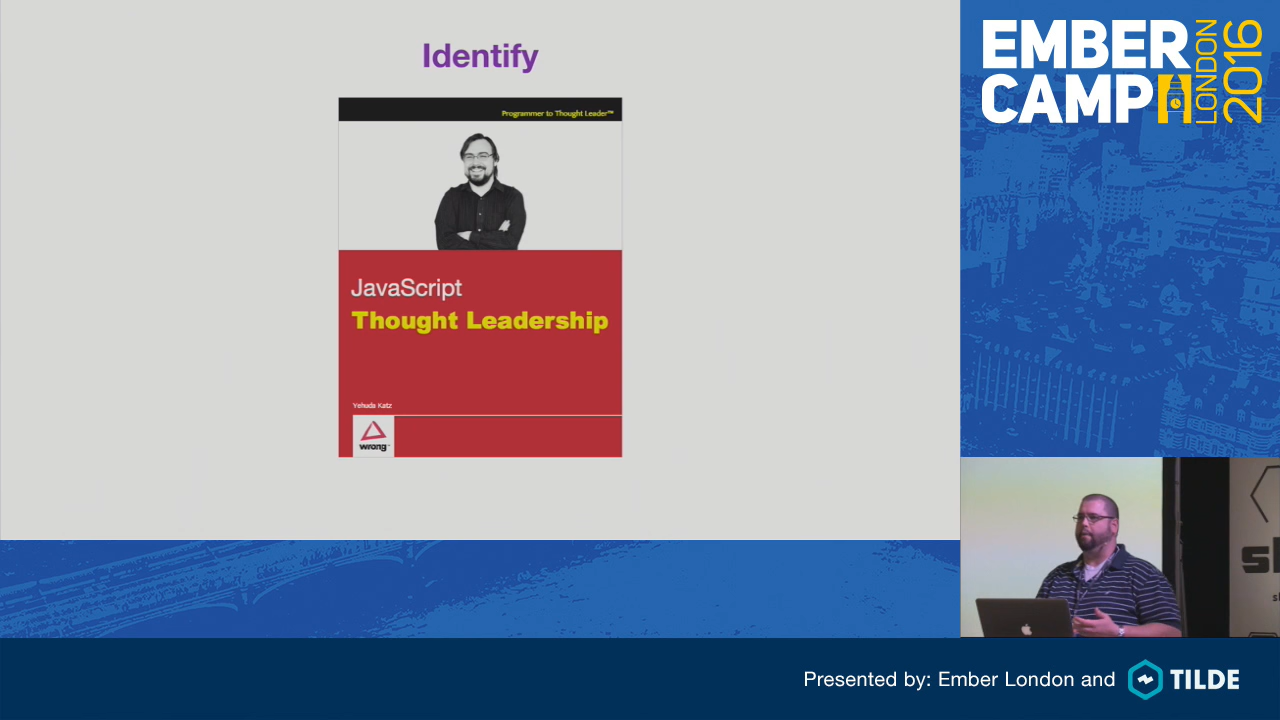 Identify
Programmer to Thought Leader™
JavaScript
Thought Leadership
Yehuda Katz
wrong™
EMBER
CAMP
LONDON
2016
Presented by: Ember London and
TILDE